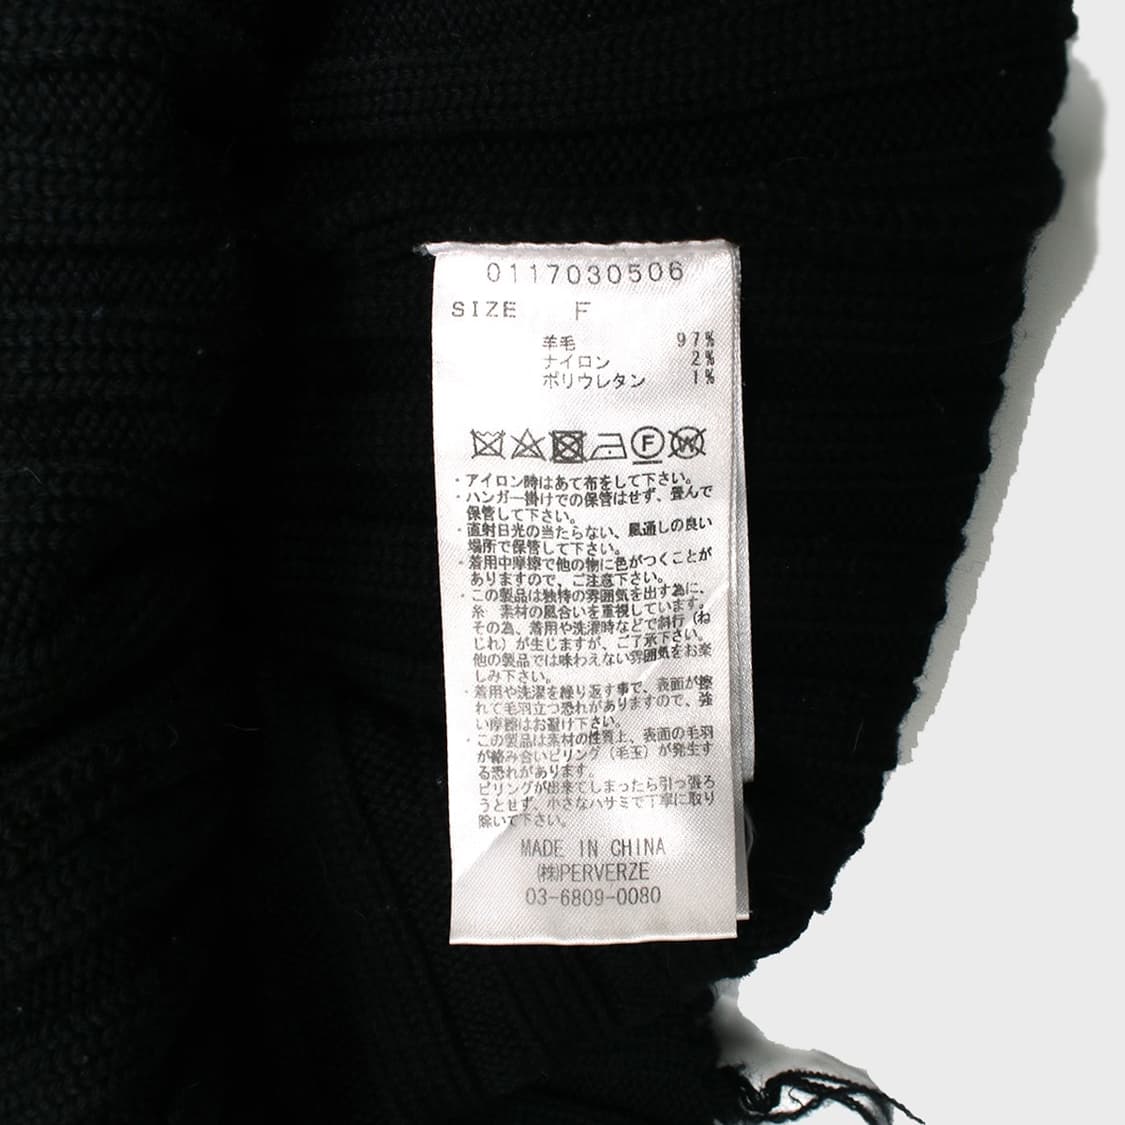 0117030506
SIZE F
羊毛 97%
ナイロン 2%
ポリウレタン 1%
F W
・アイロン時はあて布をして下さい。
・ハンガー掛けでの保管はせず、畳んで
保管して下さい。
・直射日光の当たらない、風通しの良い
場所で保管して下さい。
・着用中摩擦で他の物に色がつくことが
ありますので、ご注意下さい。
・この製品は独特の雰囲気を出す為に、
糸 素材の風合いを重視しています。
その為、着用や洗濯時などで斜行（ね
じれ）が生じますが、ご了承下さい。
他の製品では味わえない雰囲気をお楽
しみ下さい。
・着用や洗濯を繰り返す事で、表面が擦
れて毛羽立つ恐れがありますので、強
い摩擦はお避け下さい。
・この製品は素材の性質上、表面の毛羽
が絡み合いピリング（毛玉）が発生す
る恐れがあります。
ピリングが出来てしまったら引っ張ろ
うとせず、小さなハサミで丁寧に取り
除いて下さい。
MADE IN CHINA
㈱PERVERZE
03-6809-0080